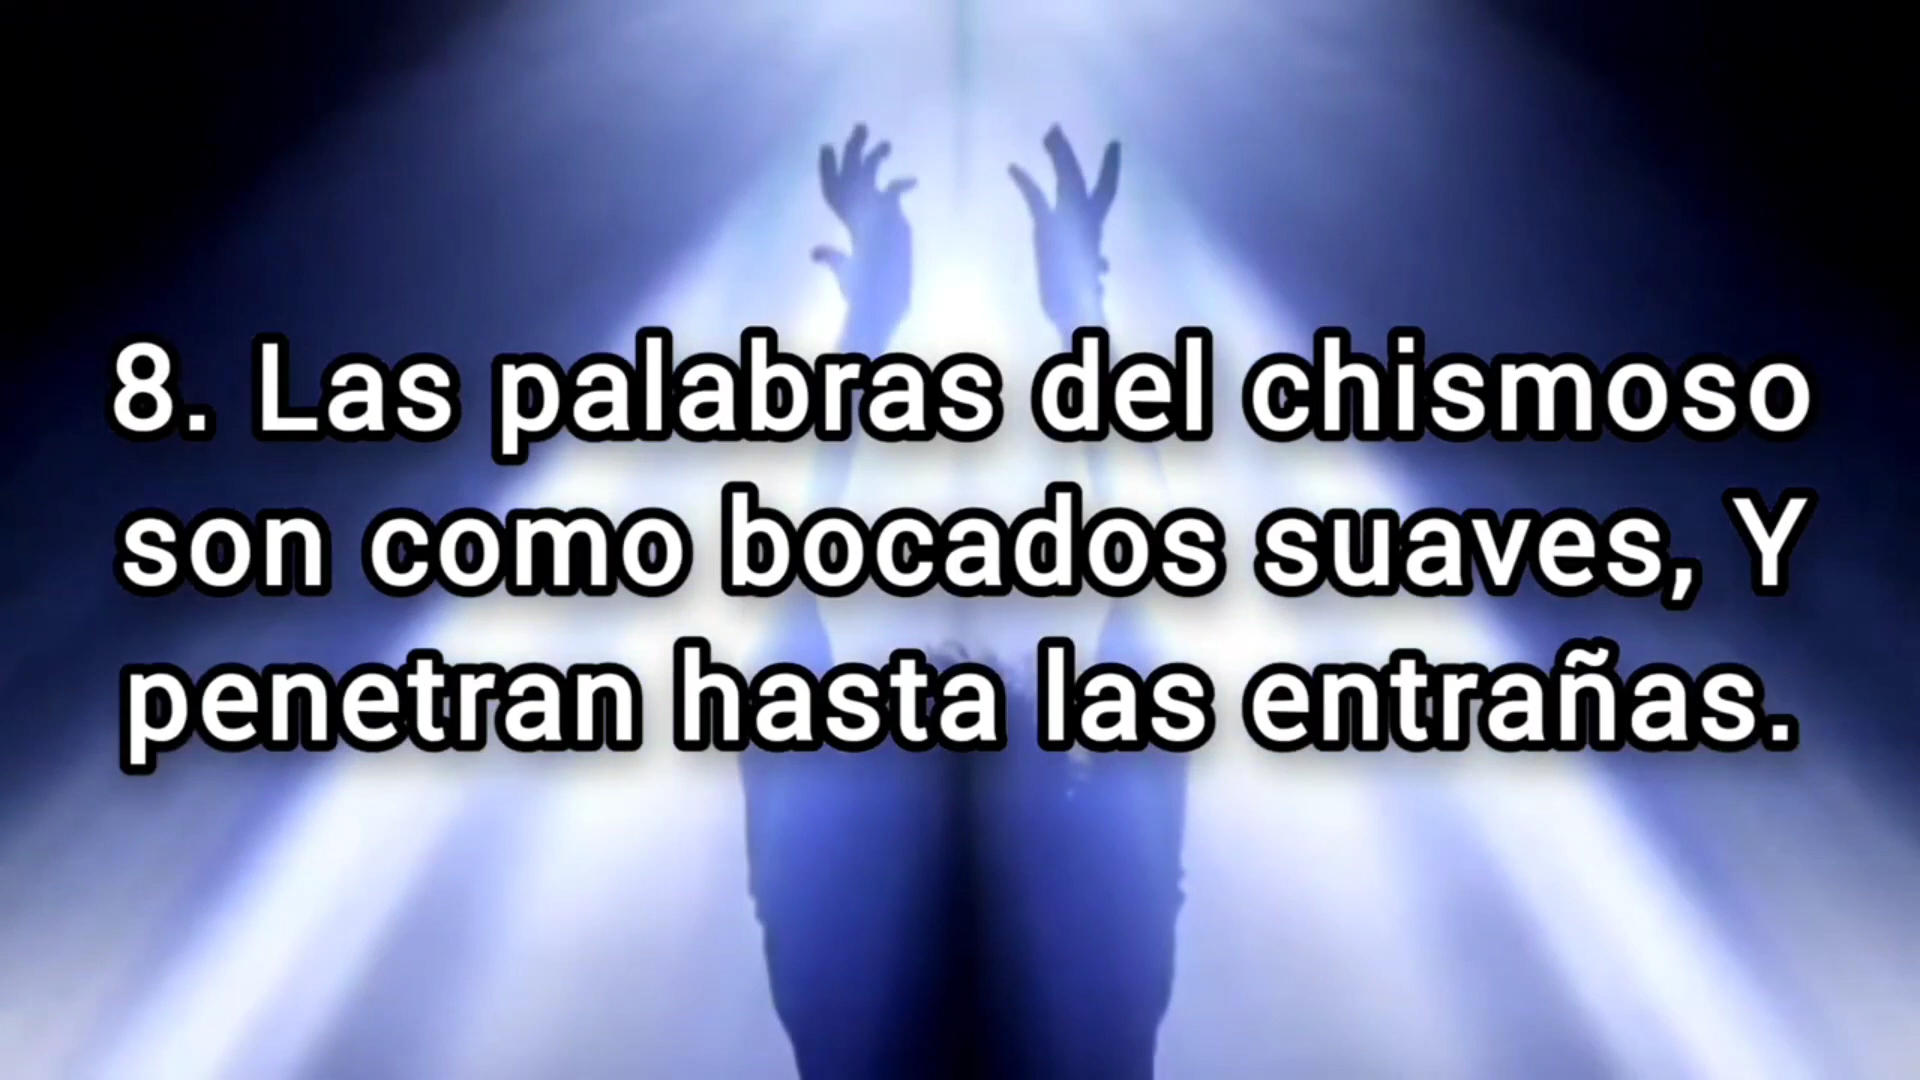 8. Las palabras del chismoso
son como bocados suaves, Y
penetran hasta las entrañas.